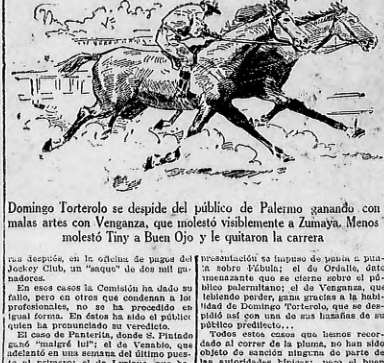 Domingo Torterolo se despide del público de Palermo ganando con
malas artes con Venganza, que molestó visiblemente a Zumaya. Menos
molestó Tiny a Buen Ojo y le quitaron la carrera
ras después, en la oficina de pagos del
Jockey Club, un "saque" de dos mil ga-
nadores.
En esos casos la Comisión ha dado su
fallo, pero en otros que condenan a los
profesionales, no se ha procedido en
igual forma. En éstos ha sido el público
quien ha pronunciado su veredicto.
El caso de Panterita, donde S. Pintado
ganó "malgré lui"; el de Venable, que
adelantó en una semana del último pues-
presentación se impuso de punta a pun-
ta sobre Fábula; el de Ordalie, dato
amenazante que se cierne sobre el pú-
blico palermitano; el de Venganza, que
debiendo perder, gana gracias a la habi-
lidad de Domingo Torterolo, que se des-
pidió así con una de sus hazañas de su
público predilecto...
Todos estos casos que hemos recor-
dado al correr de la pluma, no han sido
objeto de sanción ninguna de parte de